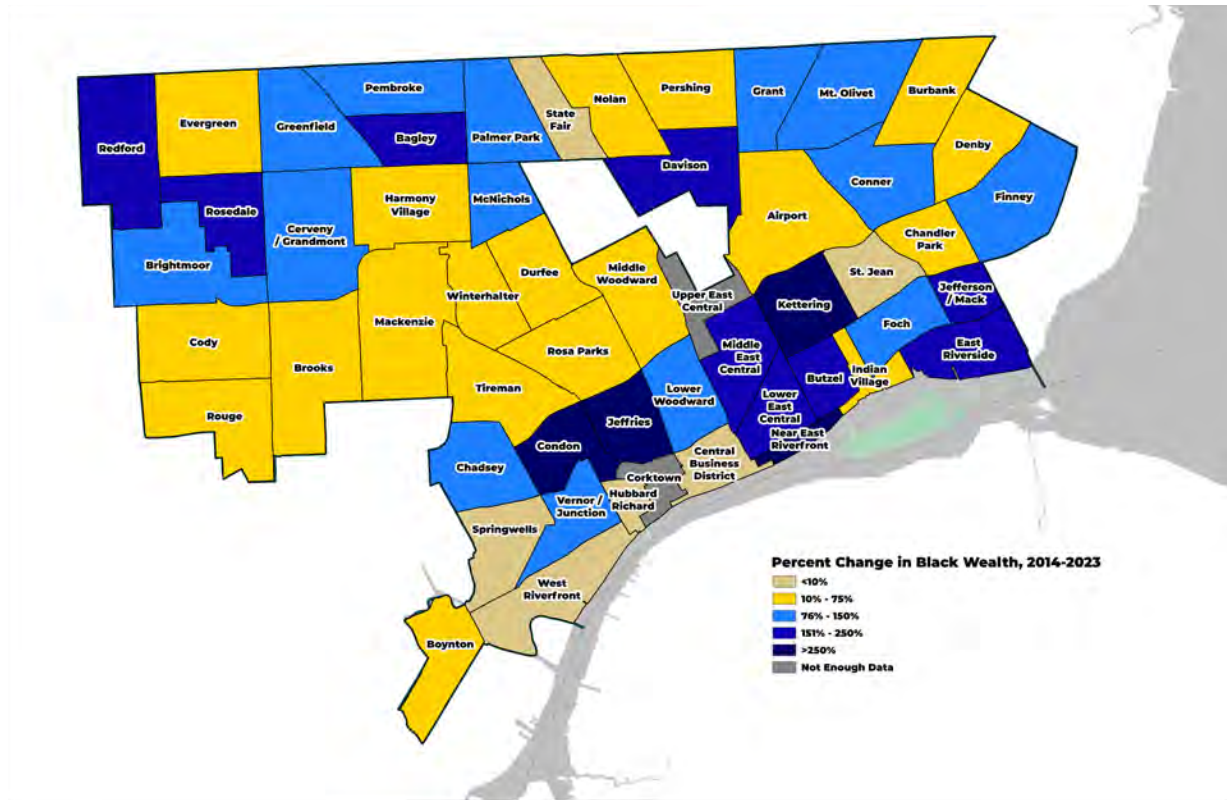 Pembroke
Grant
Mt. Olivet
Burbank
Pershing
Nolan
State
Fair
Evergreen
Greenfield
Bagley
Palmer Park
Redford
Denby
Davison
Conner
Finney
McNichols
Harmony
Village
Rosedale
Cerveny
/ Grandmont
Airport
Chandler
Park
Brightmoor
Durfee
Middle
Woodward
St. Jean
Upper East
Central
Jefferson
/ Mack
Winterhalter
Kettering
Mackenzie
Foch
Cody
Rosa Parks
Middle
East
Central
East
Riverside
Brooks
Tireman
Butzel
Indian
Village
Lower
Woodward
Lower
East
Central
Rouge
Jeffries
Near East
Riverfront
Condon
Central
Business
District
Chadsey
Corktown
Hubbard
Richard
Vernor /
Junction
Springwells
West
Riverfront
Boynton
Percent Change in Black Wealth, 2014-2023
<10%
10% - 75%
76% - 150%
151% - 250%
>250%
Not Enough Data